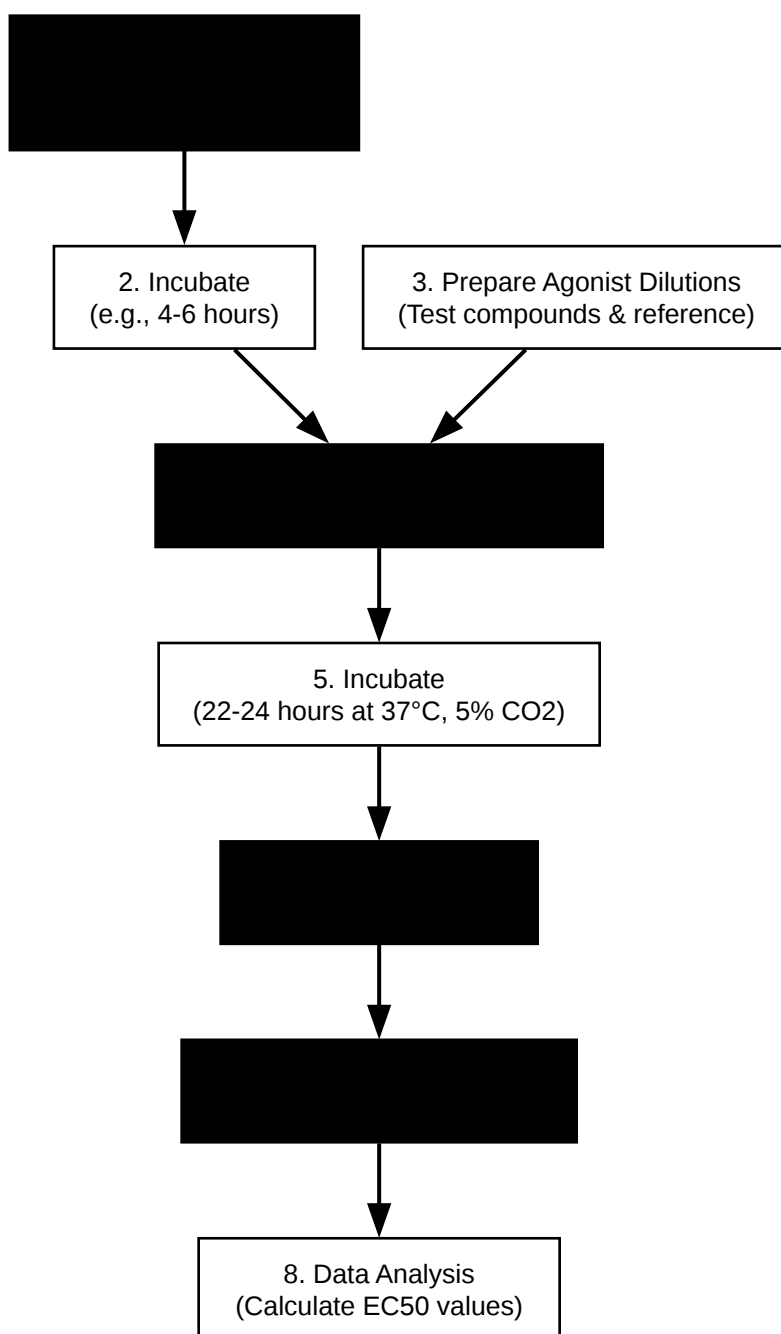 2. Incubate
(e.g., 4-6 hours)
3. Prepare Agonist Dilutions
(Test compounds & reference)
5. Incubate
(22-24 hours at 37°C, 5% CO2)
8. Data Analysis
(Calculate EC50 values)